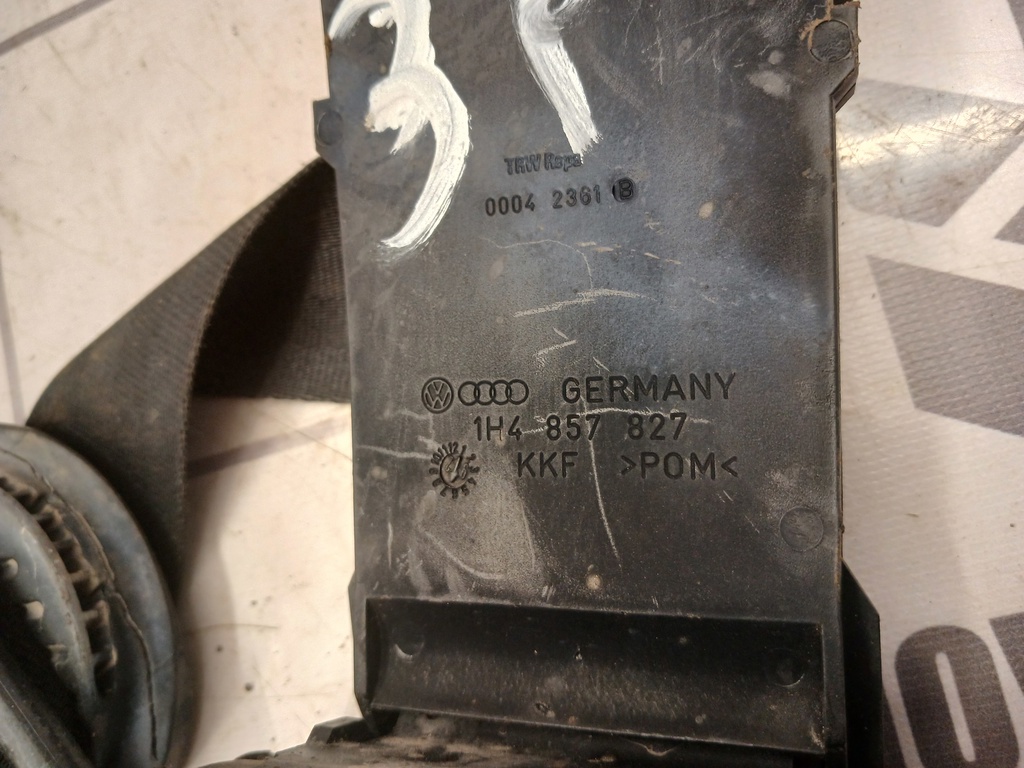 TRW Repa
0004 2361 B
GERMANY
1H4 857 827
KKF >POM<